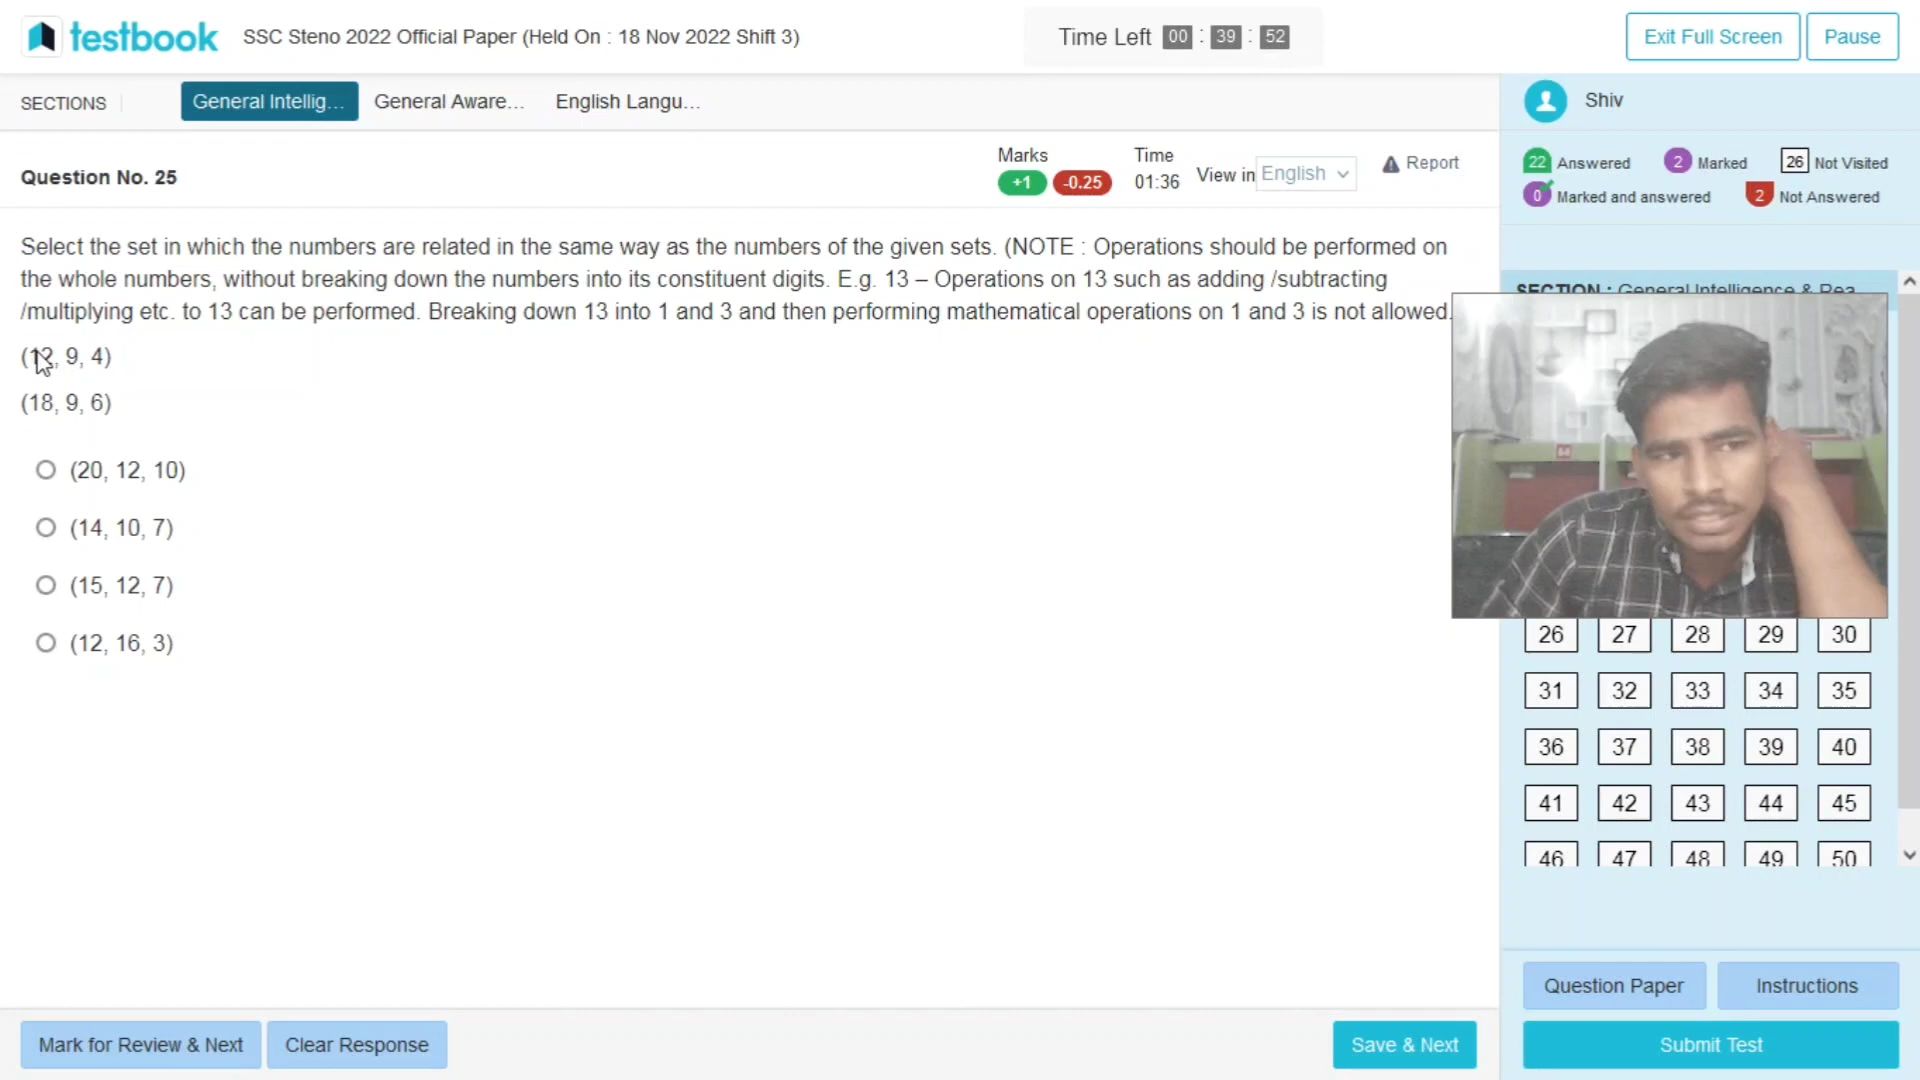 testbook SSC Steno 2022 Official Paper (Held On : 18 Nov 2022 Shift 3) Time Left 00 : 39 : 52 Exit Full Screen Pause
SECTIONS General Intellig... General Aware... English Langu...
Shiv
Question No. 25
Marks
+1 -0.25
Time
01:36
View in English
Report
22 Answered 2 Marked 26 Not Visited
0 Marked and answered 2 Not Answered
Select the set in which the numbers are related in the same way as the numbers of the given sets. (NOTE : Operations should be performed on
the whole numbers, without breaking down the numbers into its constituent digits. E.g. 13 – Operations on 13 such as adding /subtracting
/multiplying etc. to 13 can be performed. Breaking down 13 into 1 and 3 and then performing mathematical operations on 1 and 3 is not allowed.
9, 4)
(18, 9, 6)
(20, 12, 10)
(14, 10, 7)
(15, 12, 7)
(12, 16, 3)
SECTION : General Intelligence & Rea
26 27 28 29 30
31 32 33 34 35
36 37 38 39 40
41 42 43 44 45
46 47 48 49 50
Question Paper Instructions
Mark for Review & Next Clear Response Save & Next Submit Test